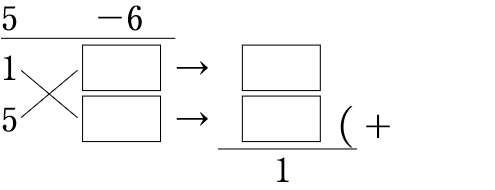 5 −6
1 →
5 → ( +
1